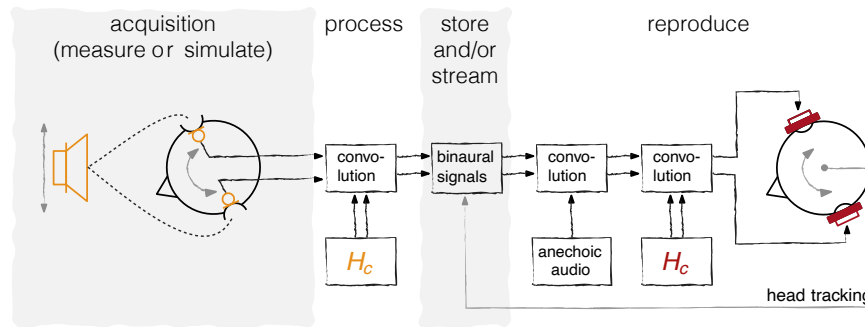 acquisition
(measure or simulate)
process
store
and/or
stream
reproduce
convo-
lution
binaural
signals
convo-
lution
convo-
lution
Hc
anechoic
audio
Hc
head tracking